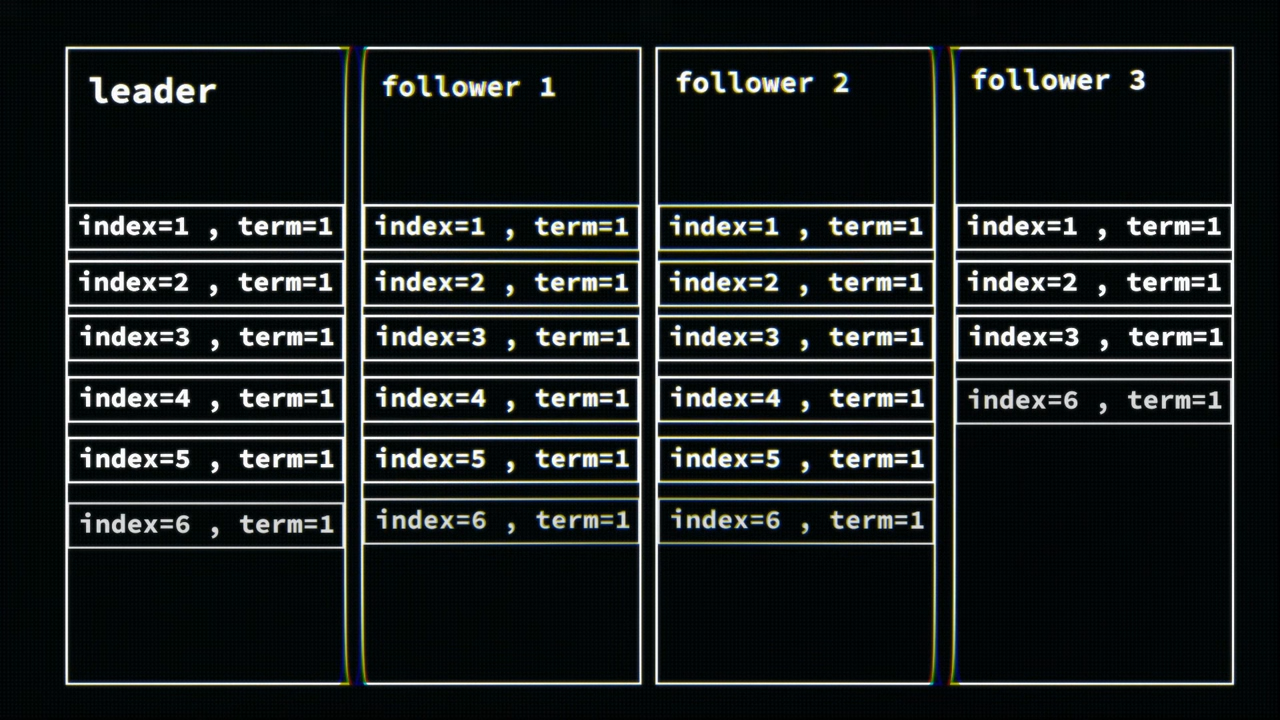 leader
index=1 , term=1
index=2 , term=1
index=3 , term=1
index=4 , term=1
index=5 , term=1
index=6 , term=1
follower 1
index=1 , term=1
index=2 , term=1
index=3 , term=1
index=4 , term=1
index=5 , term=1
index=6 , term=1
follower 2
index=1 , term=1
index=2 , term=1
index=3 , term=1
index=4 , term=1
index=5 , term=1
index=6 , term=1
follower 3
index=1 , term=1
index=2 , term=1
index=3 , term=1
index=6 , term=1